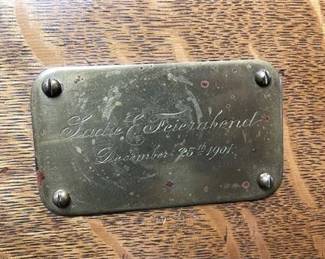 Sadie E. Feierabend
December 25th 1901.